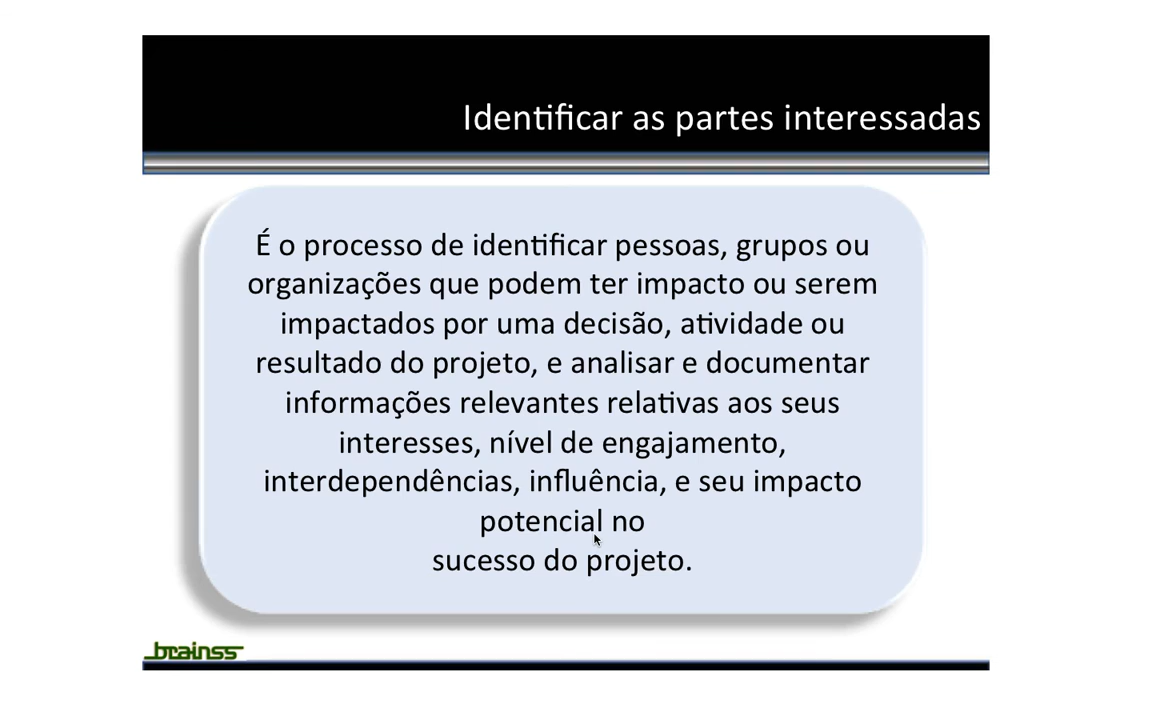 Identificar as partes interessadas
É o processo de identificar pessoas, grupos ou
organizações que podem ter impacto ou serem
impactados por uma decisão, atividade ou
resultado do projeto, e analisar e documentar
informações relevantes relativas aos seus
interesses, nível de engajamento,
interdependências, influência, e seu impacto
potencial no
sucesso do projeto.
brainss